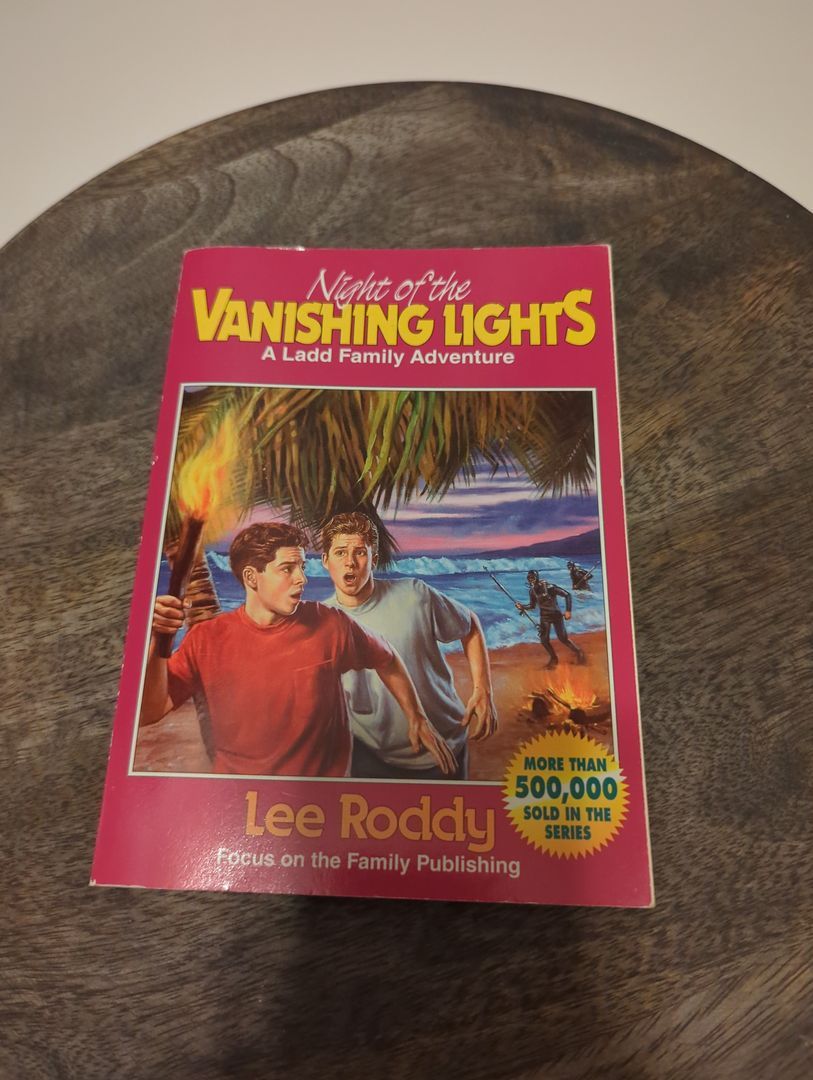 Night of the
VANISHING LIGHTS
A Ladd Family Adventure
MORE THAN
500,000
SOLD IN THE
SERIES
Lee Roddy
Focus on the Family Publishing